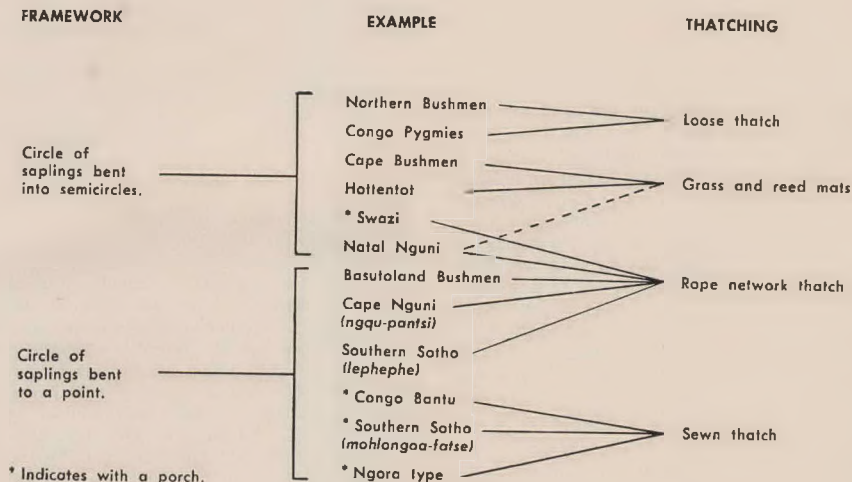 FRAMEWORK
EXAMPLE
THATCHING
Circle of
saplings bent
into semicircles.
Northern Bushmen
Congo Pygmies
Cape Bushmen
Hottentot
* Swazi
Natal Nguni
Loose thatch
Grass and reed mats
Circle of
saplings bent
to a point.
Basutoland Bushmen
Cape Nguni
(ngqu-pantsi)
Southern Sotho
(lephephe)
* Congo Bantu
* Southern Sotho
(mohlongoa-fatse)
* Ngora type
Rope network thatch
Sewn thatch
* Indicates with a porch.